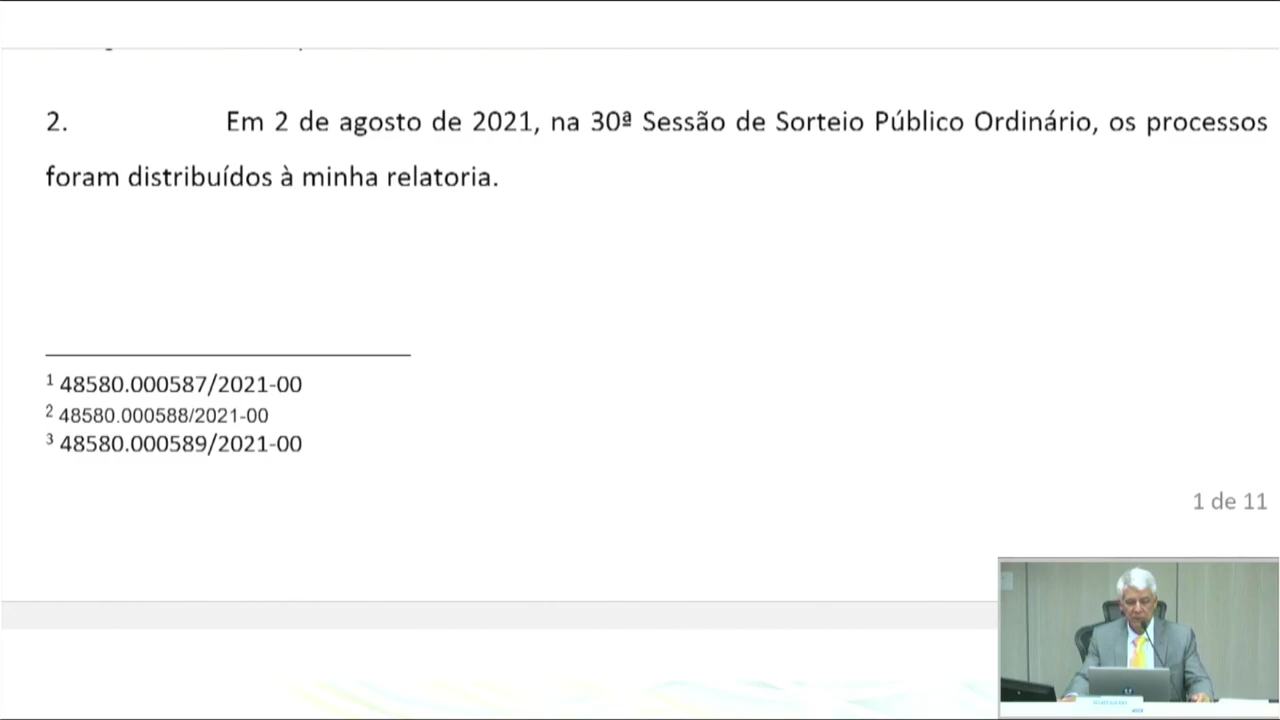 2. Em 2 de agosto de 2021, na 30ª Sessão de Sorteio Público Ordinário, os processos
foram distribuídos à minha relatoria.
1 48580.000587/2021-00
2 48580.000588/2021-00
3 48580.000589/2021-00
1 de 11